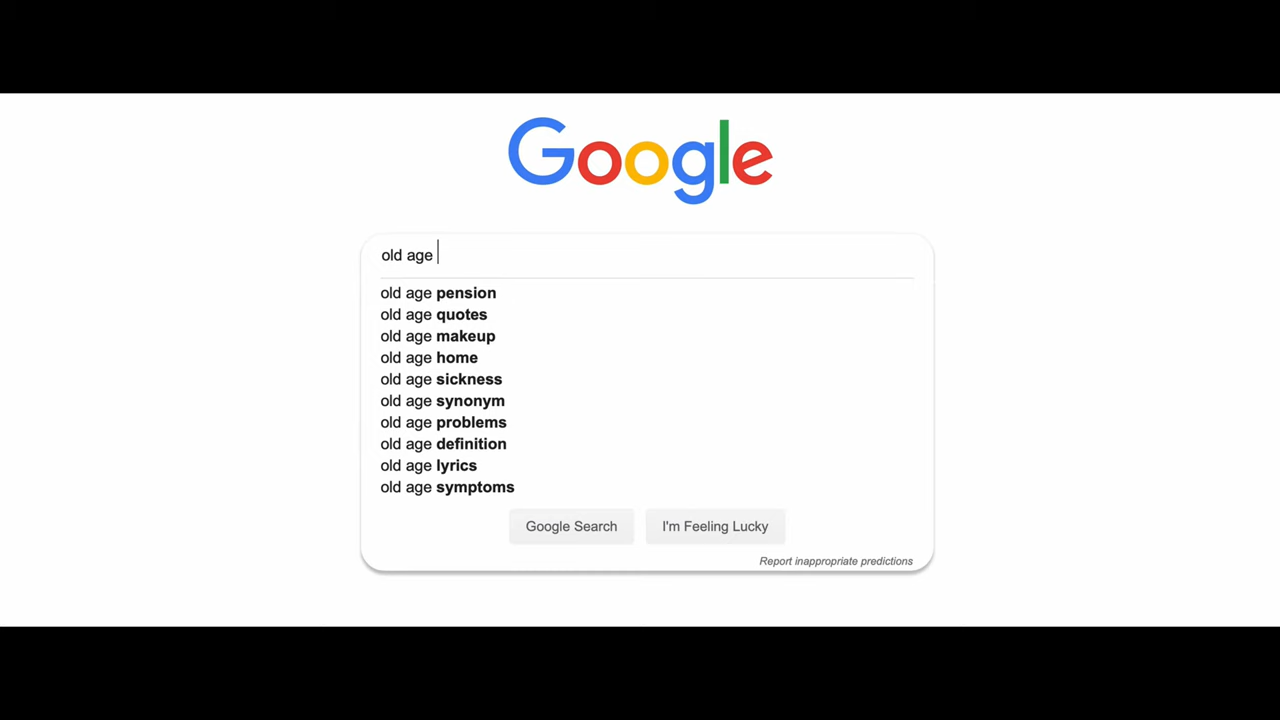 Google
old age
old age pension
old age quotes
old age makeup
old age home
old age sickness
old age synonym
old age problems
old age definition
old age lyrics
old age symptoms
Google Search
I'm Feeling Lucky
Report inappropriate predictions